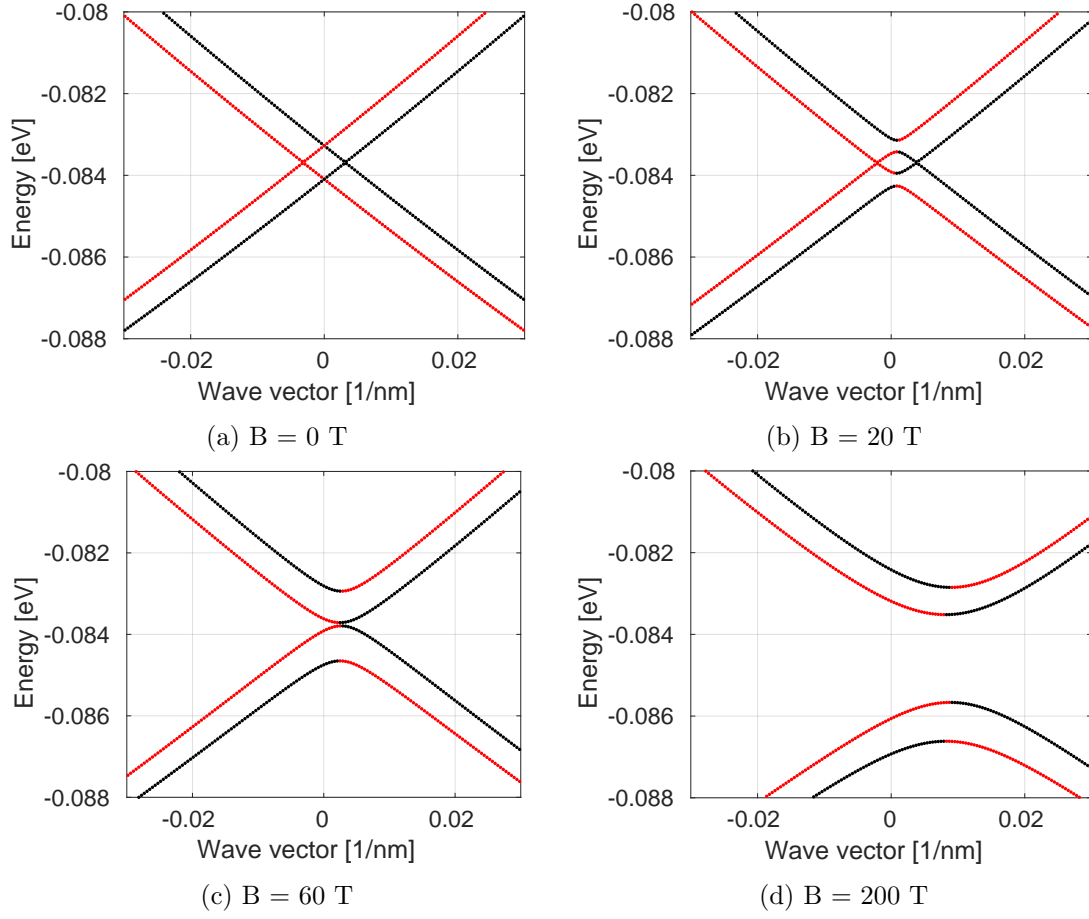 -0.08
-0.082
-0.084
-0.086
-0.088
Energy [eV]
-0.02 0 0.02
Wave vector [1/nm]
(a) B = 0 T
-0.08
-0.082
-0.084
-0.086
-0.088
Energy [eV]
-0.02 0 0.02
Wave vector [1/nm]
(b) B = 20 T
-0.08
-0.082
-0.084
-0.086
-0.088
Energy [eV]
-0.02 0 0.02
Wave vector [1/nm]
(c) B = 60 T
-0.08
-0.082
-0.084
-0.086
-0.088
Energy [eV]
-0.02 0 0.02
Wave vector [1/nm]
(d) B = 200 T